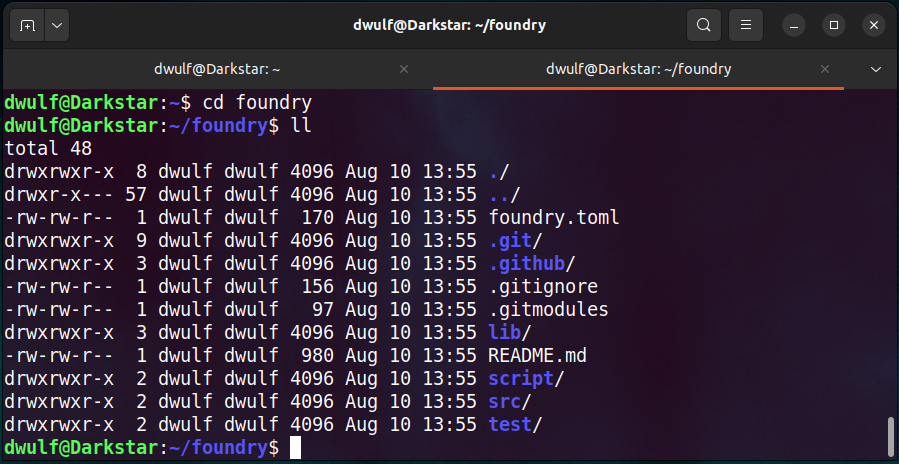 dwulf@Darkstar: ~/foundry
dwulf@Darkstar: ~
dwulf@Darkstar: ~/foundry
dwulf@Darkstar:~$ cd foundry
dwulf@Darkstar:~/foundry$ ll
total 48
drwxrwxr-x  8 dwulf dwulf 4096 Aug 10 13:55 ./
drwxr-x--- 57 dwulf dwulf 4096 Aug 10 13:55 ../
-rw-rw-r--  1 dwulf dwulf  170 Aug 10 13:55 foundry.toml
drwxrwxr-x  9 dwulf dwulf 4096 Aug 10 13:55 .git/
drwxrwxr-x  3 dwulf dwulf 4096 Aug 10 13:55 .github/
-rw-rw-r--  1 dwulf dwulf  156 Aug 10 13:55 .gitignore
-rw-rw-r--  1 dwulf dwulf   97 Aug 10 13:55 .gitmodules
drwxrwxr-x  3 dwulf dwulf 4096 Aug 10 13:55 lib/
-rw-rw-r--  1 dwulf dwulf  980 Aug 10 13:55 README.md
drwxrwxr-x  2 dwulf dwulf 4096 Aug 10 13:55 script/
drwxrwxr-x  2 dwulf dwulf 4096 Aug 10 13:55 src/
drwxrwxr-x  2 dwulf dwulf 4096 Aug 10 13:55 test/
dwulf@Darkstar:~/foundry$